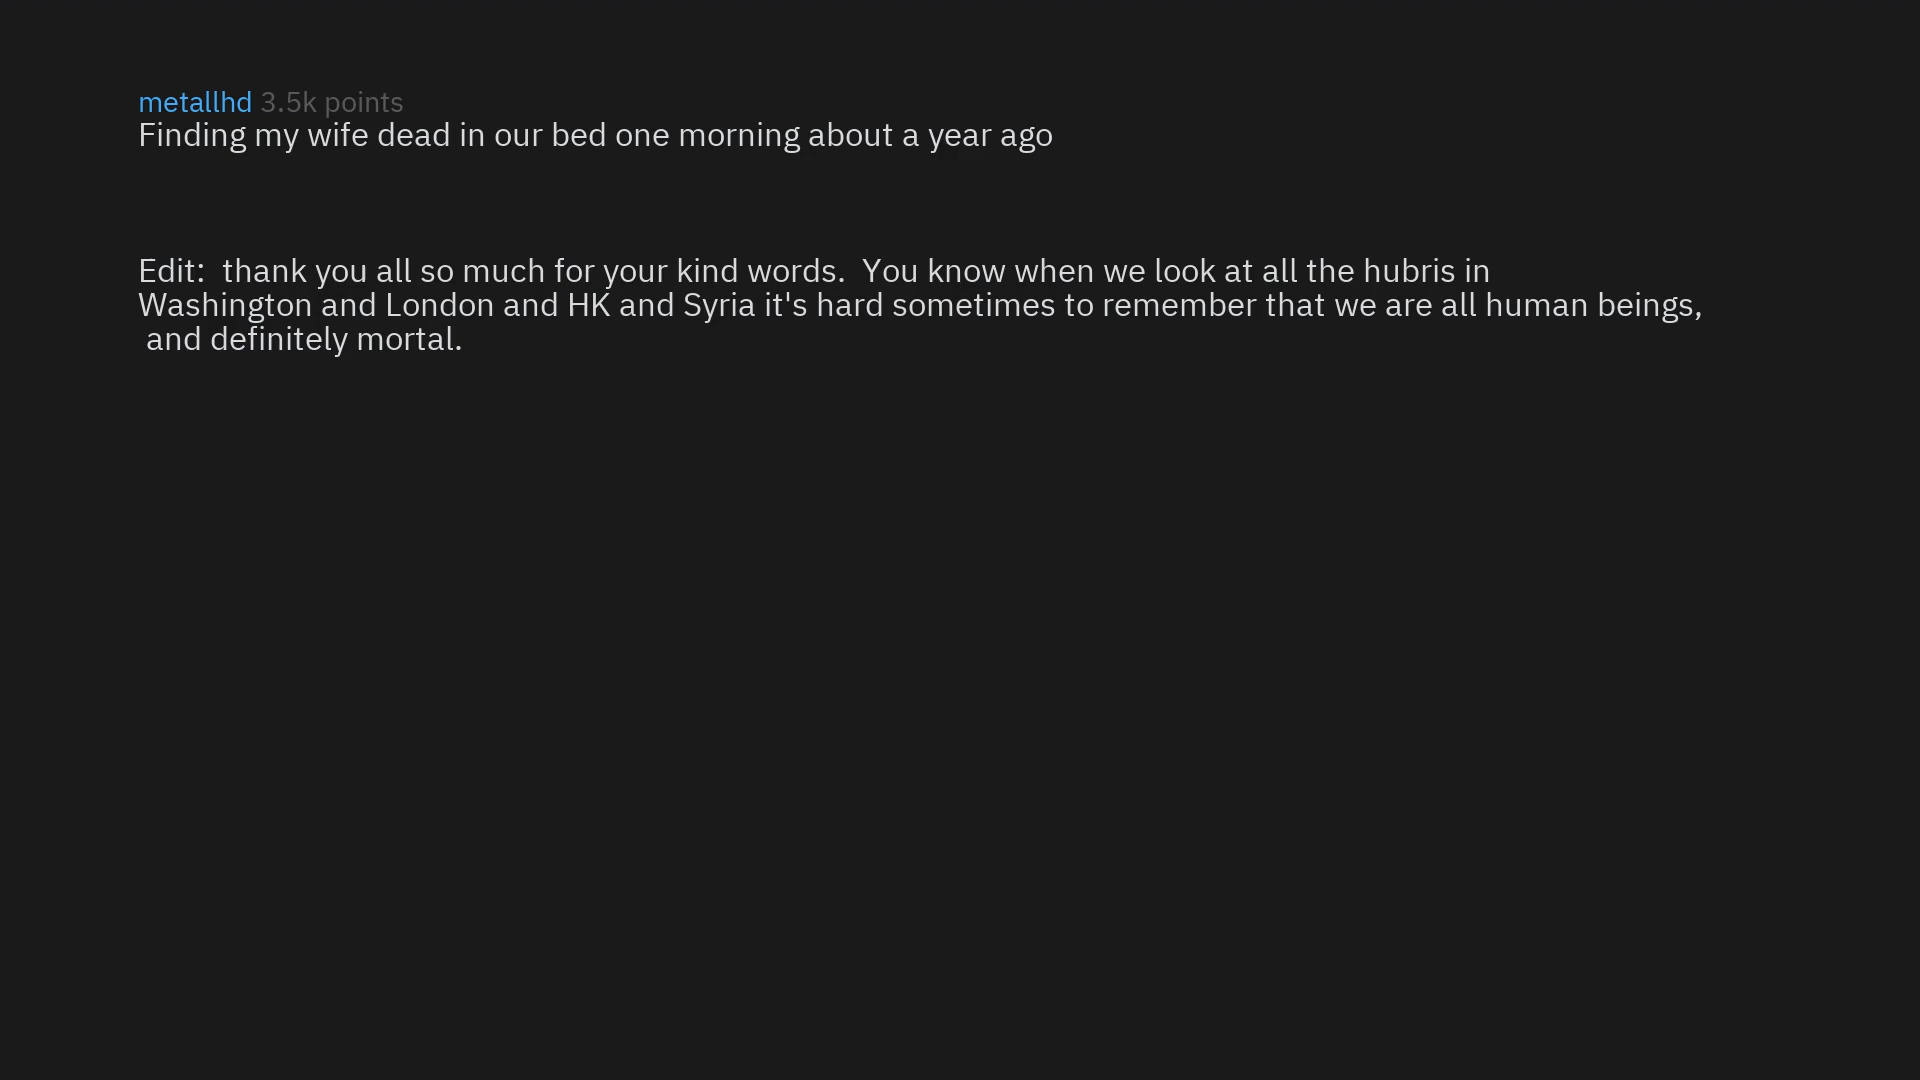 metallhd 3.5k points
Finding my wife dead in our bed one morning about a year ago
Edit:  thank you all so much for your kind words.  You know when we look at all the hubris in
Washington and London and HK and Syria it's hard sometimes to remember that we are all human beings,
and definitely mortal.